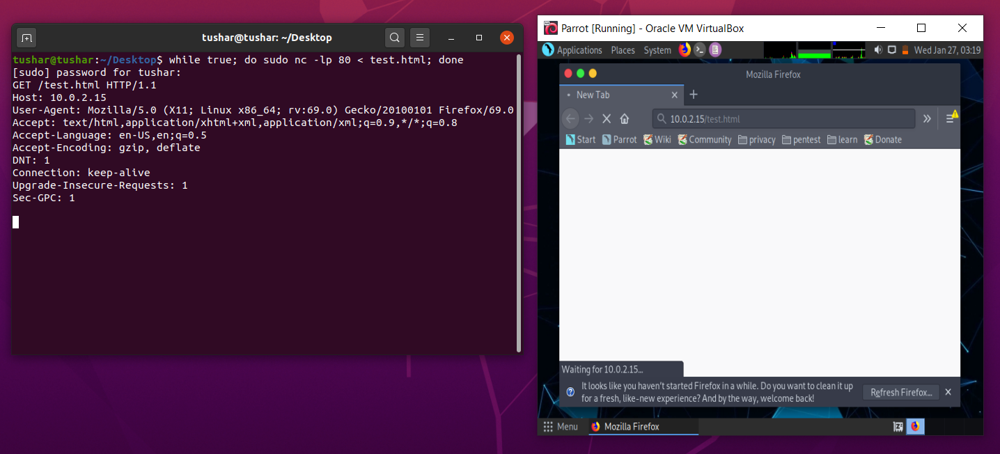 tushar@tushar: ~/Desktop
tushar@tushar:~/Desktop$ while true; do sudo nc -lp 80 < test.html; done
[sudo] password for tushar:
GET /test.html HTTP/1.1
Host: 10.0.2.15
User-Agent: Mozilla/5.0 (X11; Linux x86_64; rv:69.0) Gecko/20100101 Firefox/69.0
Accept: text/html,application/xhtml+xml,application/xml;q=0.9,*/*;q=0.8
Accept-Language: en-US,en;q=0.5
Accept-Encoding: gzip, deflate
DNT: 1
Connection: keep-alive
Upgrade-Insecure-Requests: 1
Sec-GPC: 1
Parrot [Running] - Oracle VM VirtualBox
Applications Places System Wed Jan 27, 03:19
Mozilla Firefox
New Tab
10.0.2.15/test.html
Start Parrot Wiki Community privacy pentest learn Donate
Waiting for 10.0.2.15...
It looks like you haven't started Firefox in a while. Do you want to clean it up
for a fresh, like-new experience? And by the way, welcome back!
Refresh Firefox...
Menu Mozilla Firefox